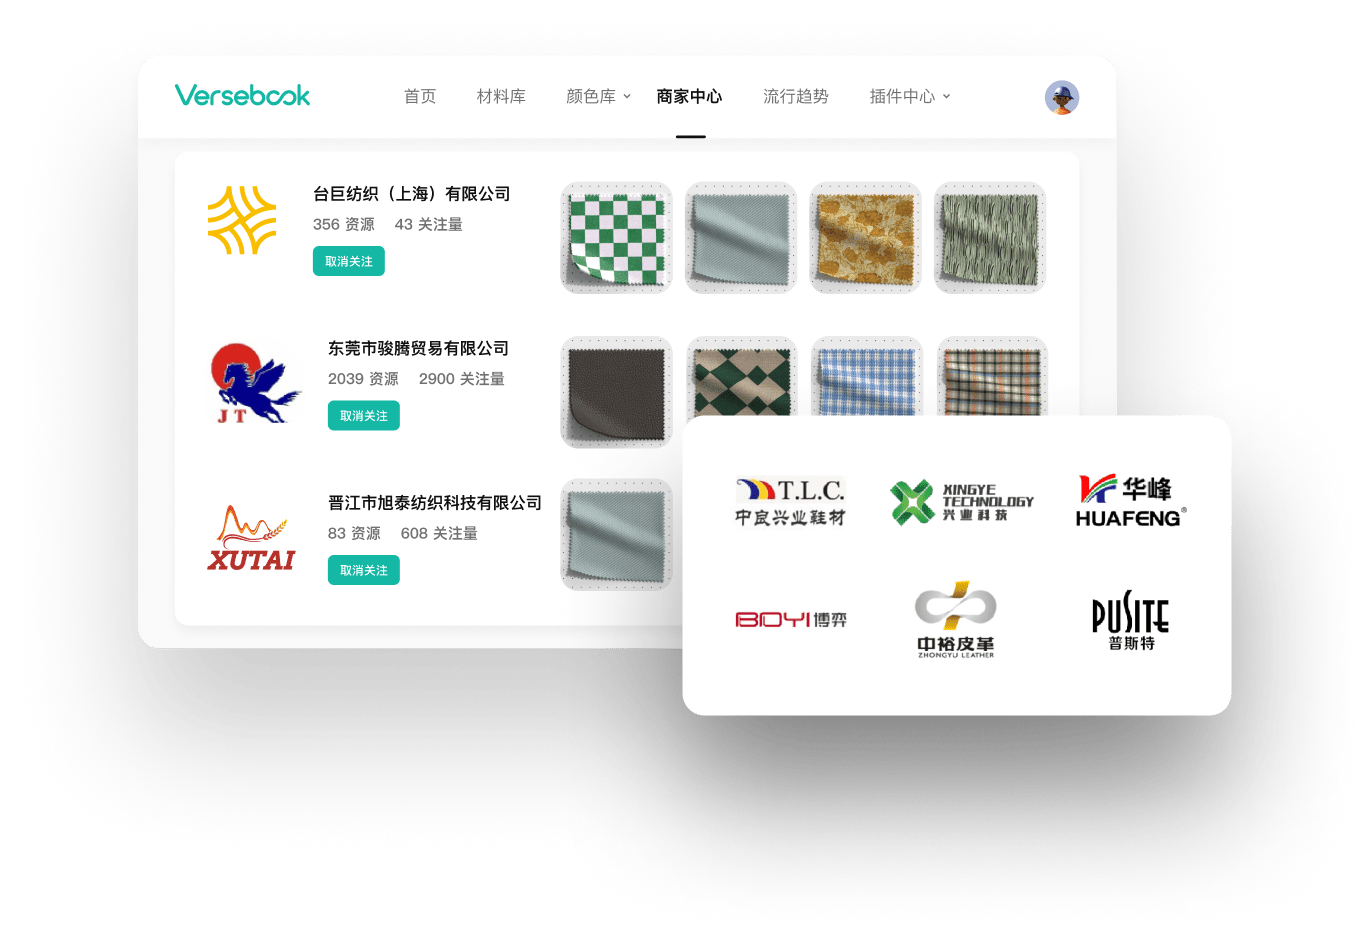 Versebook
首页 材料库 颜色库 商家中心 流行趋势 插件中心
台巨纺织（上海）有限公司
356 资源 43 关注量
取消关注
东莞市骏腾贸易有限公司
2039 资源 2900 关注量
取消关注
JT
晋江市旭泰纺织科技有限公司
83 资源 608 关注量
取消关注
XUTAI
T.L.C.
中良兴业鞋材
XINGYE
TECHNOLOGY
兴业科技
华峰
HUAFENG®
BOYI博弈
中裕皮革
ZHONGYU LEATHER
PUSITE
普斯特